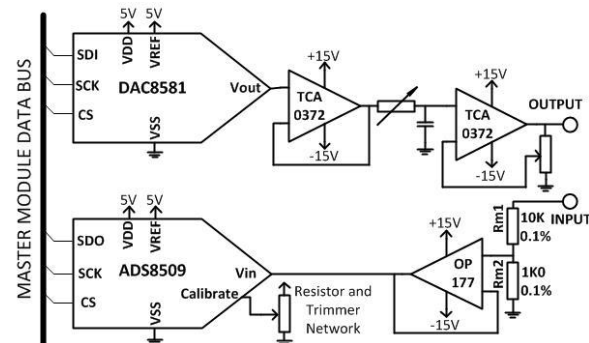 MASTER MODULE DATA BUS
5V
5V
VDD
VREF
SDI
SCK
CS
DAC8581
Vout
VSS
+15V
TCA
0372
-15V
+15V
TCA
0372
-15V
OUTPUT
5V
5V
VDD
VREF
SDO
SCK
CS
ADS8509
Vin
Calibrate
VSS
Resistor and
Trimmer
Network
+15V
OP
177
-15V
Rm1
10K
0.1%
INPUT
Rm2
1K0
0.1%